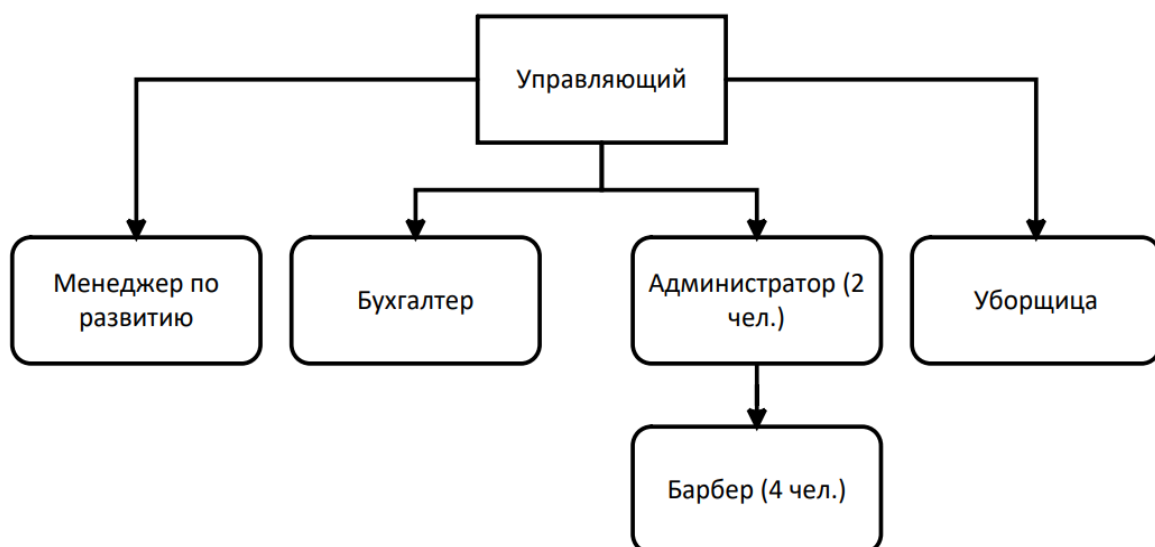 Управляющий
Менеджер по
развитию
Бухгалтер
Администратор (2
чел.)
Уборщица
Барбер (4 чел.)